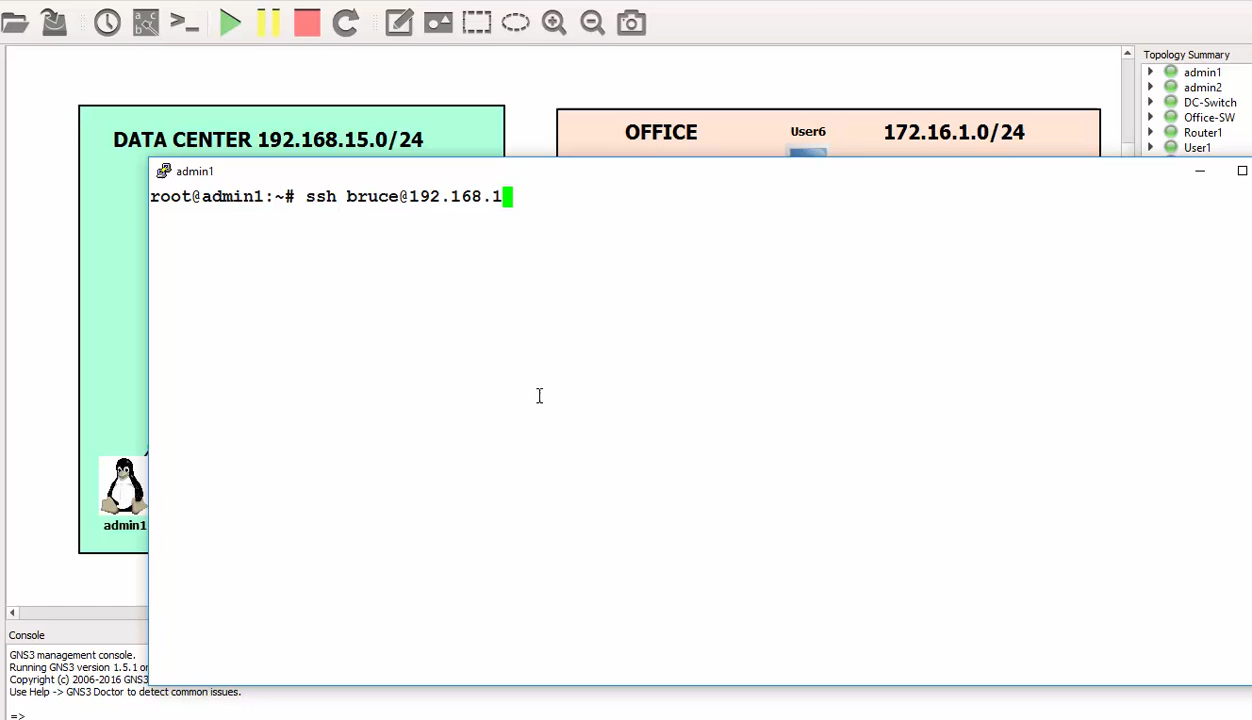 Topology Summary
admin1
admin2
DC-Switch
Office-SW
Router1
User1
DATA CENTER 192.168.15.0/24
OFFICE
User6
172.16.1.0/24
admin1
root@admin1:~# ssh bruce@192.168.1
admin1
Console
GNS3 management console.
Running GNS3 version 1.5.1 on
Copyright (c) 2006-2016 GNS3
Use Help -> GNS3 Doctor to detect common issues.
=>